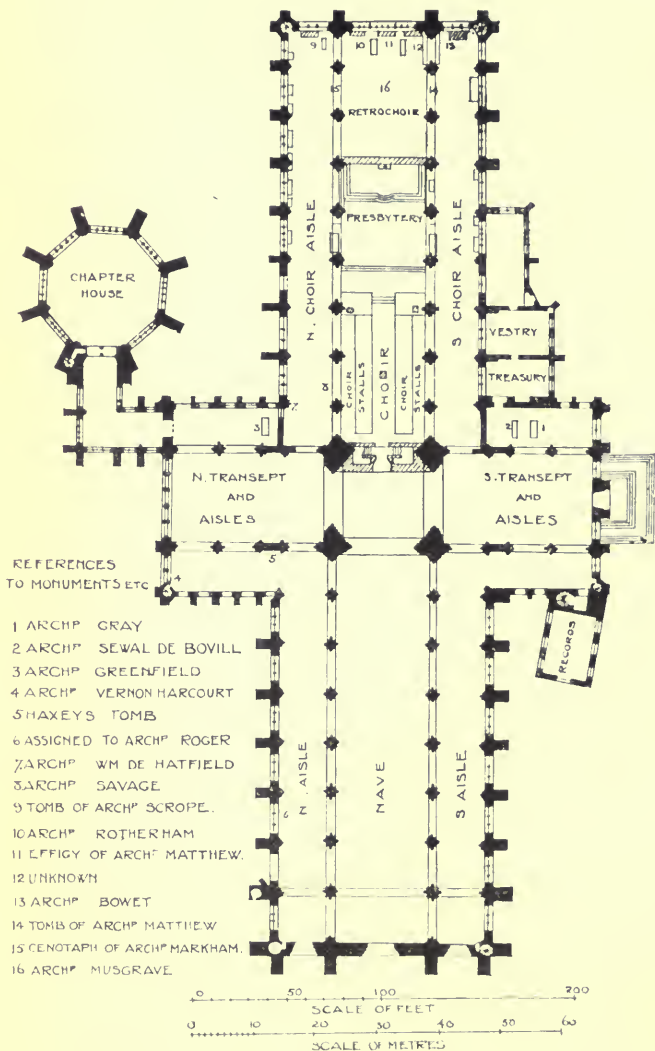 9 10 11 12 13
15 16 14
RETROCHOIR
PRESBYTERY
N. CHOIR AISLE
S CHOIR AISLE
CHAPTER
HOUSE
VESTRY
TREASURY
CHOIR
STALLS
CHOIR
CHOIR
STALLS
8
7
3
2 1
N. TRANSEPT
AND
AISLES
S. TRANSEPT
AND
AISLES
5
4
RECORDS
N. AISLE
NAVE
S AISLE
6
REFERENCES
TO MONUMENTS ETC
1 ARCHP GRAY
2 ARCHP SEWAL DE BOVILL
3 ARCHP GREENFIELD
4 ARCHP VERNON HARCOURT
5 HAXEYS TOMB
6 ASSIGNED TO ARCHP ROGER
7 ARCHP WM DE HATFIELD
8 ARCHP SAVAGE
9 TOMB OF ARCHP SCROPE.
10 ARCHP ROTHERHAM
11 EFFIGY OF ARCHP MATTHEW.
12 UNKNOWN
13 ARCHP BOWET
14 TOMB OF ARCHP MATTHEW
15 CENOTAPH OF ARCHP MARKHAM.
16 ARCHP MUSGRAVE
0 50 100 200
SCALE OF FEET
0 10 20 30 40 50 60
SCALE OF METRES